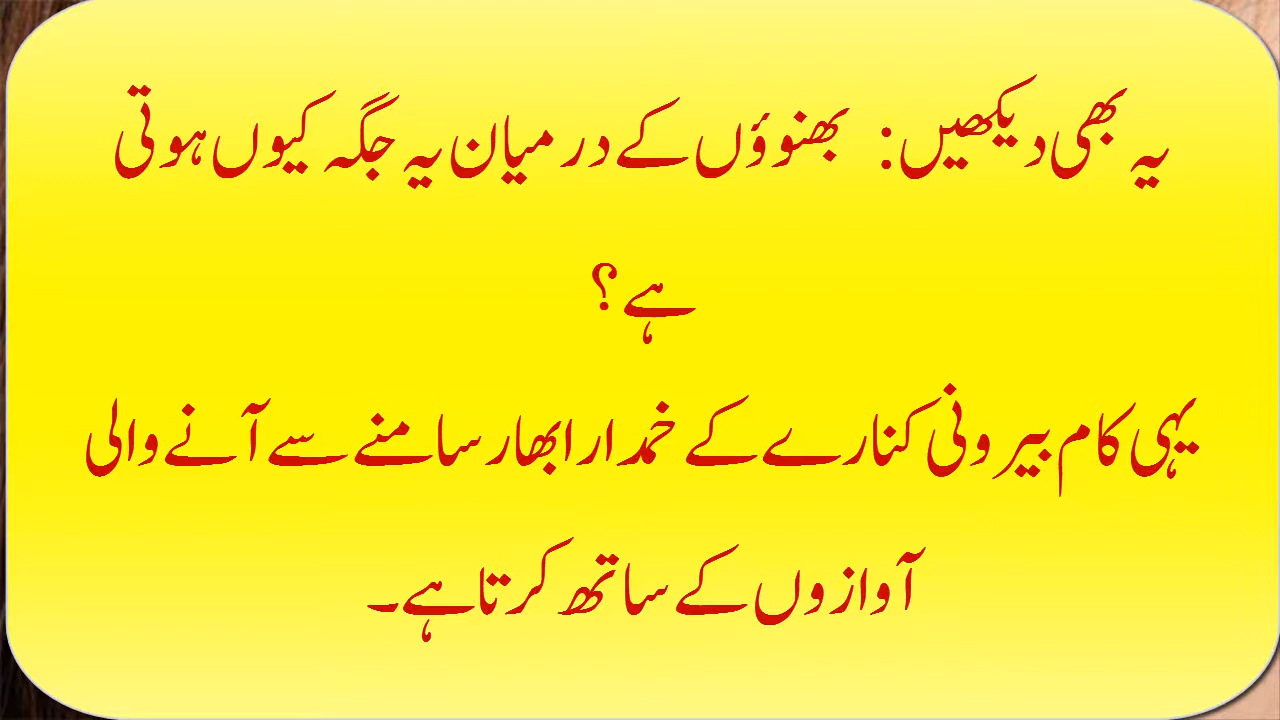 یہ بھی دیکھیں: بھنوؤں کے درمیان یہ جگہ کیوں ہوتی
ہے؟
یہی کام بیرونی کنارے کے خمدار ابھار سامنے سے آنے والی
آوازوں کے ساتھ کرتا ہے۔